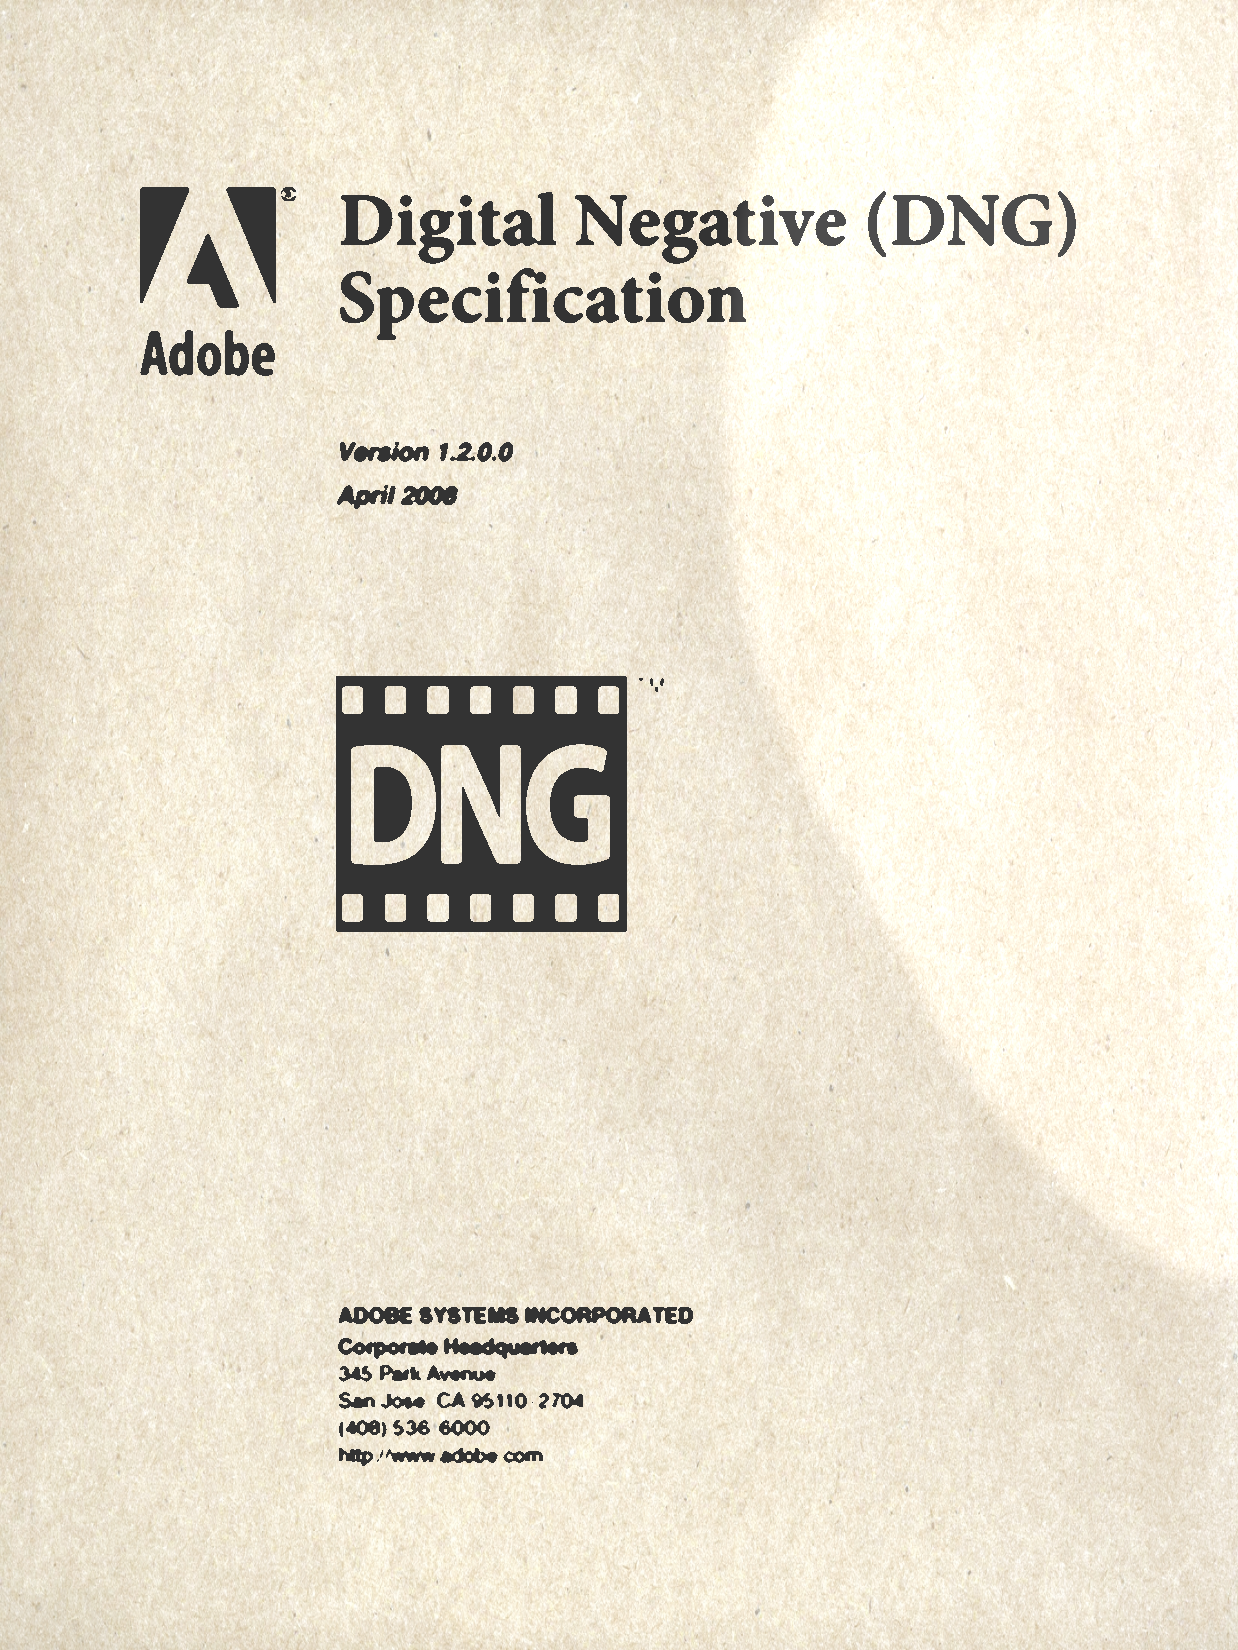 Adobe
Digital Negative (DNG)
Specification
Version 1.2.0.0
April 2008
DNG
ADOBE SYSTEMS INCORPORATED
Corporate Headquarters
345 Park Avenue
San Jose, CA 95110-2704
(408) 536-6000
http://www.adobe.com